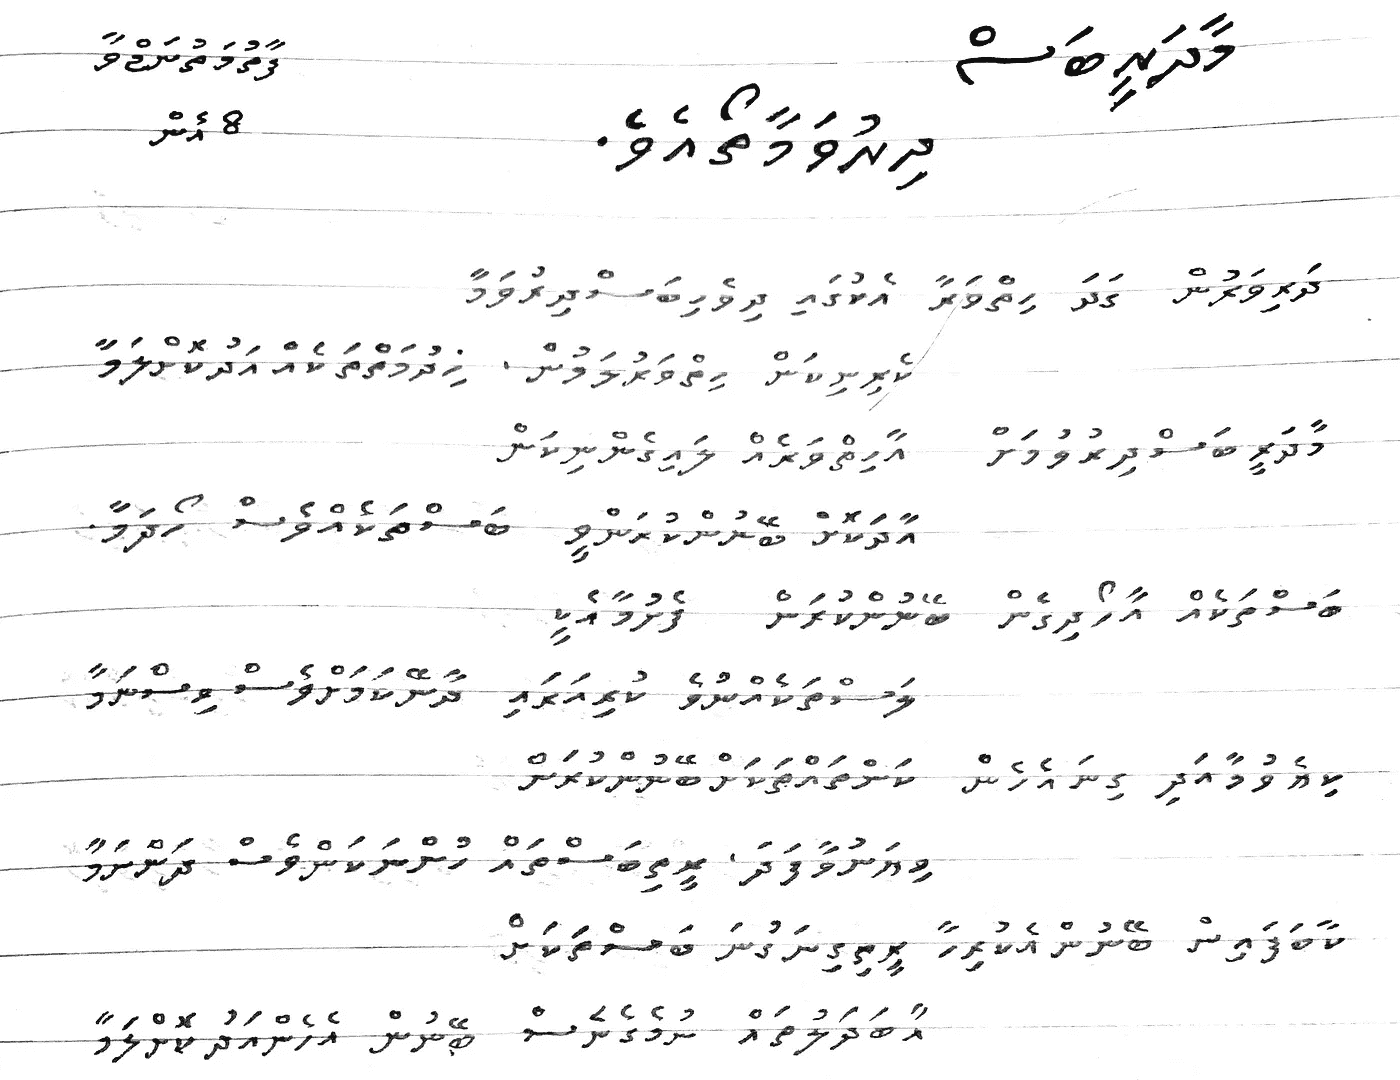 މާދަރީބަސް
ދިރުވަމާތޯއެވެ.
ފާތުމަތުނަޖްވާ
8 އެން
ދަރިވަރުން ގަދަ ހިތްވަރާ އެކުގައި ދިވެހިބަސްދިރުވަމާ
ކެރިނިކަން ހިތްވަރުލަމުން، ޚިދުމަތްތަކެއްއަދުކޮށްލަމާ
މާދަރީބަސްދިރުވުމަށް އާހިތްވަރެއް ލައިގެންނިކަން
އާދަކޮށް ބޭނުންކުރަންވީ ބަސްތަކެއްވެސް ހޯދަމާ.
ބަސްތަކެއް އާހޯދިގެން ބޭނުންކުރަން ފެށުމާއެކީ
ލަސްތަކެއްނުވެ ކުރިއަރައި ދާނޭކަމަށްވެސްވިސްނަމާ
ކިޔެވުމާއަދި ގިނައެހެން ކަންތައްތަކަށްބޭނުންކުރަން
ވިޔަނުވާފަދަ، ރީތިބަސްތައް ހުންނަކަންވެސް ދަންނަމާ
ކާބަފައިން ބޭނުންއެކުރިހާ ރީތިގިނަގުނަ ބަސްތަކަށް
އާބަދަލުތައް ނުގެނެސް ބޭނުން އެހެންއަދުކޮށްލަމާ